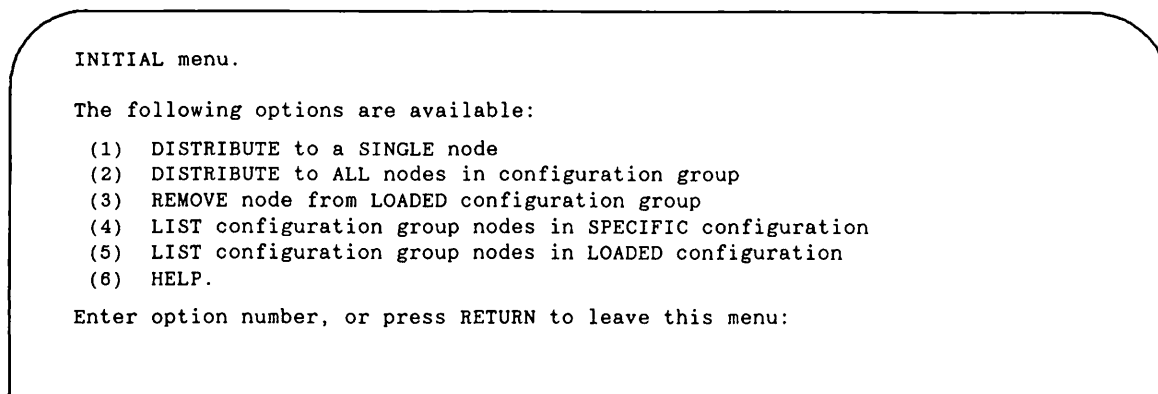 INITIAL menu.
The following options are available:
(1) DISTRIBUTE to a SINGLE node
(2) DISTRIBUTE to ALL nodes in configuration group
(3) REMOVE node from LOADED configuration group
(4) LIST configuration group nodes in SPECIFIC configuration
(5) LIST configuration group nodes in LOADED configuration
(6) HELP.
Enter option number, or press RETURN to leave this menu: